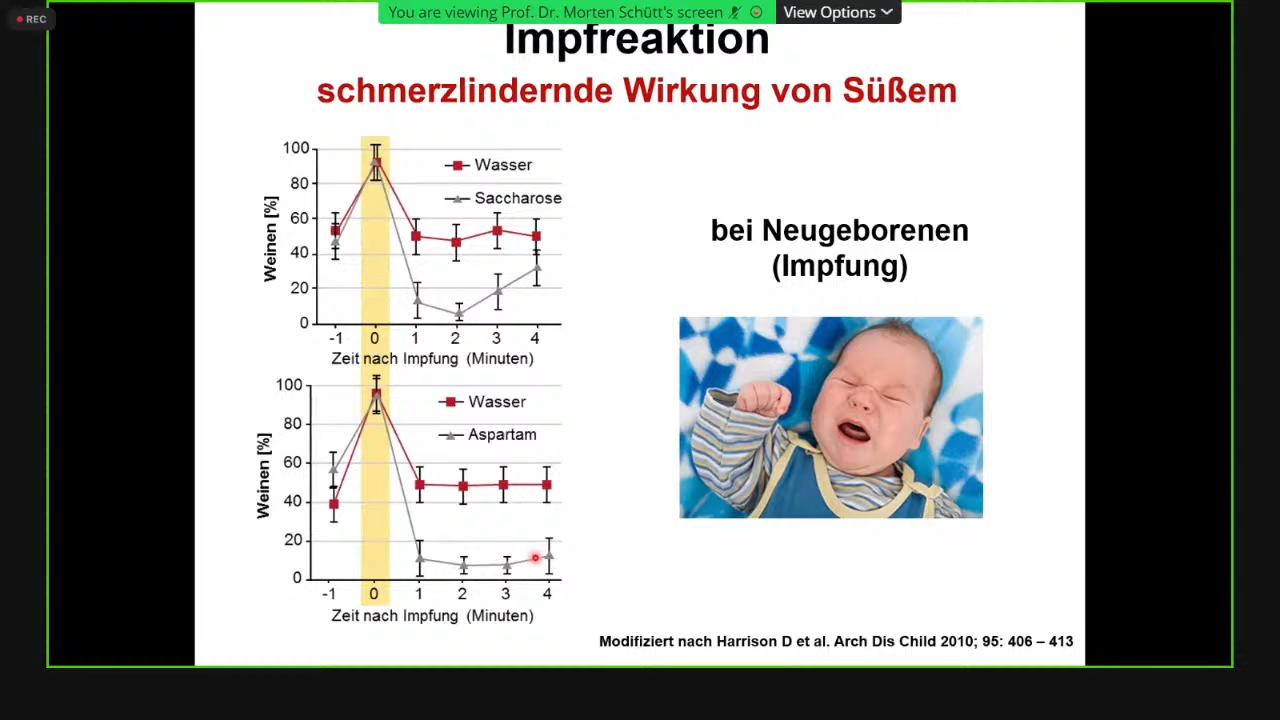 REC
You are viewing Prof. Dr. Morten Schütt's screen
View Options
Impfreaktion
schmerzlindernde Wirkung von Süßem
100
80
60
40
20
0
Weinen [%]
Wasser
Saccharose
-1 0 1 2 3 4
Zeit nach Impfung (Minuten)
bei Neugeborenen
(Impfung)
100
80
60
40
20
0
Weinen [%]
Wasser
Aspartam
-1 0 1 2 3 4
Zeit nach Impfung (Minuten)
Modifiziert nach Harrison D et al. Arch Dis Child 2010; 95: 406 – 413